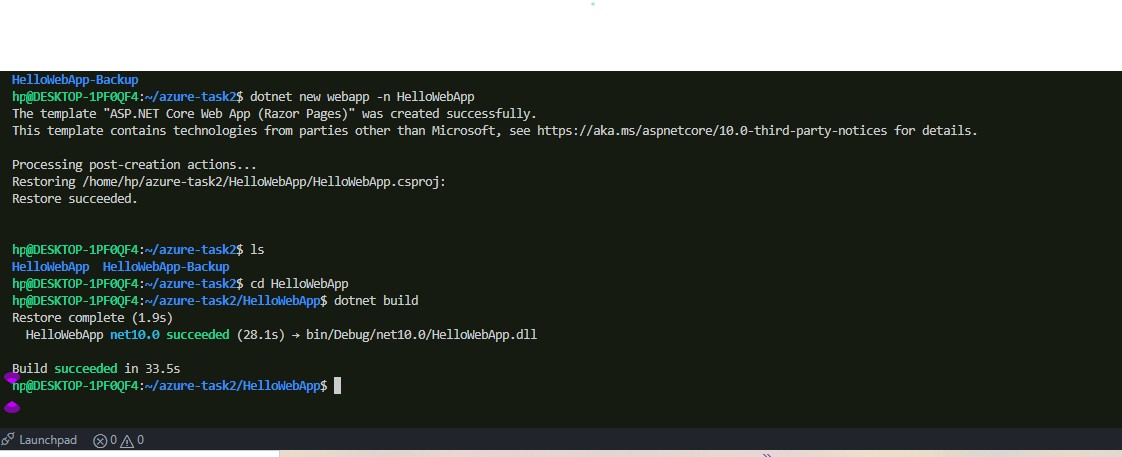 HelloWebApp-Backup
hp@DESKTOP-1PF0QF4:~/azure-task2$ dotnet new webapp -n HelloWebApp
The template "ASP.NET Core Web App (Razor Pages)" was created successfully.
This template contains technologies from parties other than Microsoft, see https://aka.ms/aspnetcore/10.0-third-party-notices for details.
Processing post-creation actions...
Restoring /home/hp/azure-task2/HelloWebApp/HelloWebApp.csproj:
Restore succeeded.
hp@DESKTOP-1PF0QF4:~/azure-task2$ ls
HelloWebApp  HelloWebApp-Backup
hp@DESKTOP-1PF0QF4:~/azure-task2$ cd HelloWebApp
hp@DESKTOP-1PF0QF4:~/azure-task2/HelloWebApp$ dotnet build
Restore complete (1.9s)
  HelloWebApp net10.0 succeeded (28.1s) → bin/Debug/net10.0/HelloWebApp.dll
Build succeeded in 33.5s
hp@DESKTOP-1PF0QF4:~/azure-task2/HelloWebApp$
Launchpad 0 0